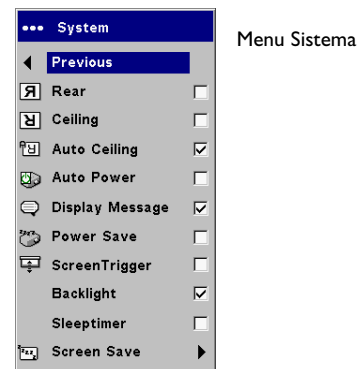 System
Menu Sistema
Previous
Rear
Ceiling
Auto Ceiling
Auto Power
Display Message
Power Save
ScreenTrigger
Backlight
Sleeptimer
Screen Save